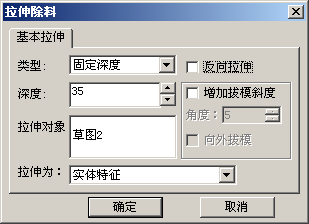 拉伸除料
基本拉伸
类型: 固定深度 反向拉伸
深度: 35 增加拔模斜度
角度: 5
拉伸对象 草图2 向外拔模
拉伸为: 实体特征
确定 取消